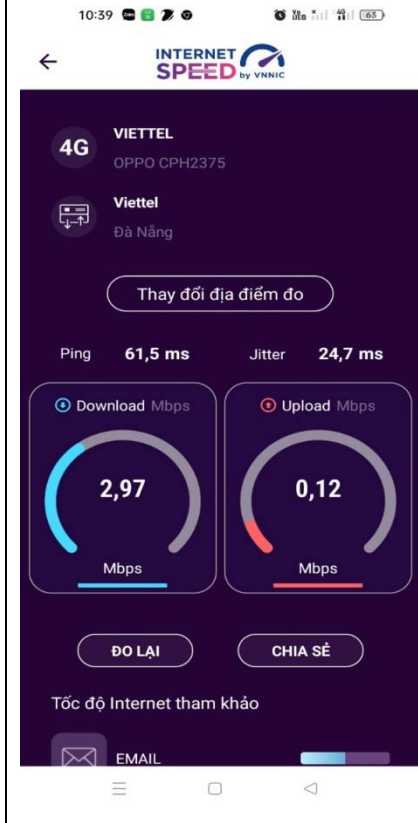 10:39
4G
63
INTERNET
SPEED by VNNIC
4G
VIETTEL
OPPO CPH2375
Viettel
Đà Nẵng
Thay đổi địa điểm đo
Ping 61,5 ms Jitter 24,7 ms
Download Mbps
2,97
Mbps
Upload Mbps
0,12
Mbps
ĐO LẠI
CHIA SẺ
Tốc độ Internet tham khảo
EMAIL